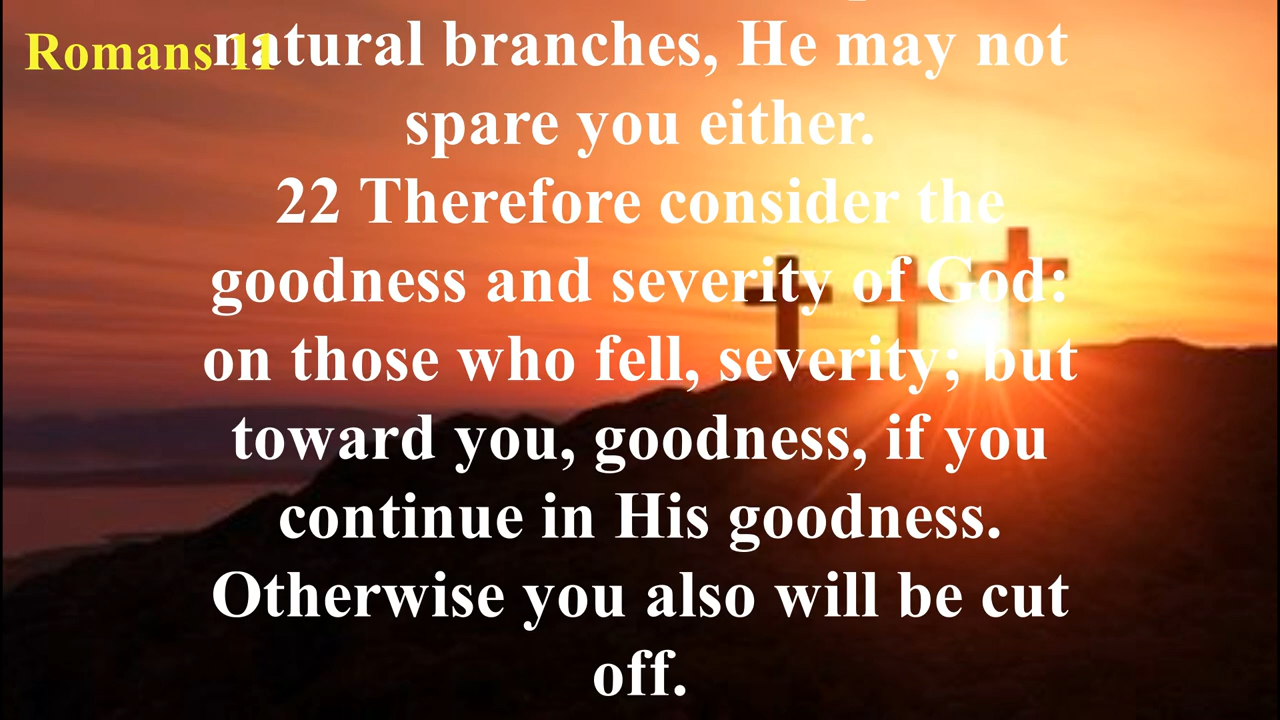 Romans 11
natural branches, He may not
spare you either.
22 Therefore consider the
goodness and severity of God:
on those who fell, severity; but
toward you, goodness, if you
continue in His goodness.
Otherwise you also will be cut
off.